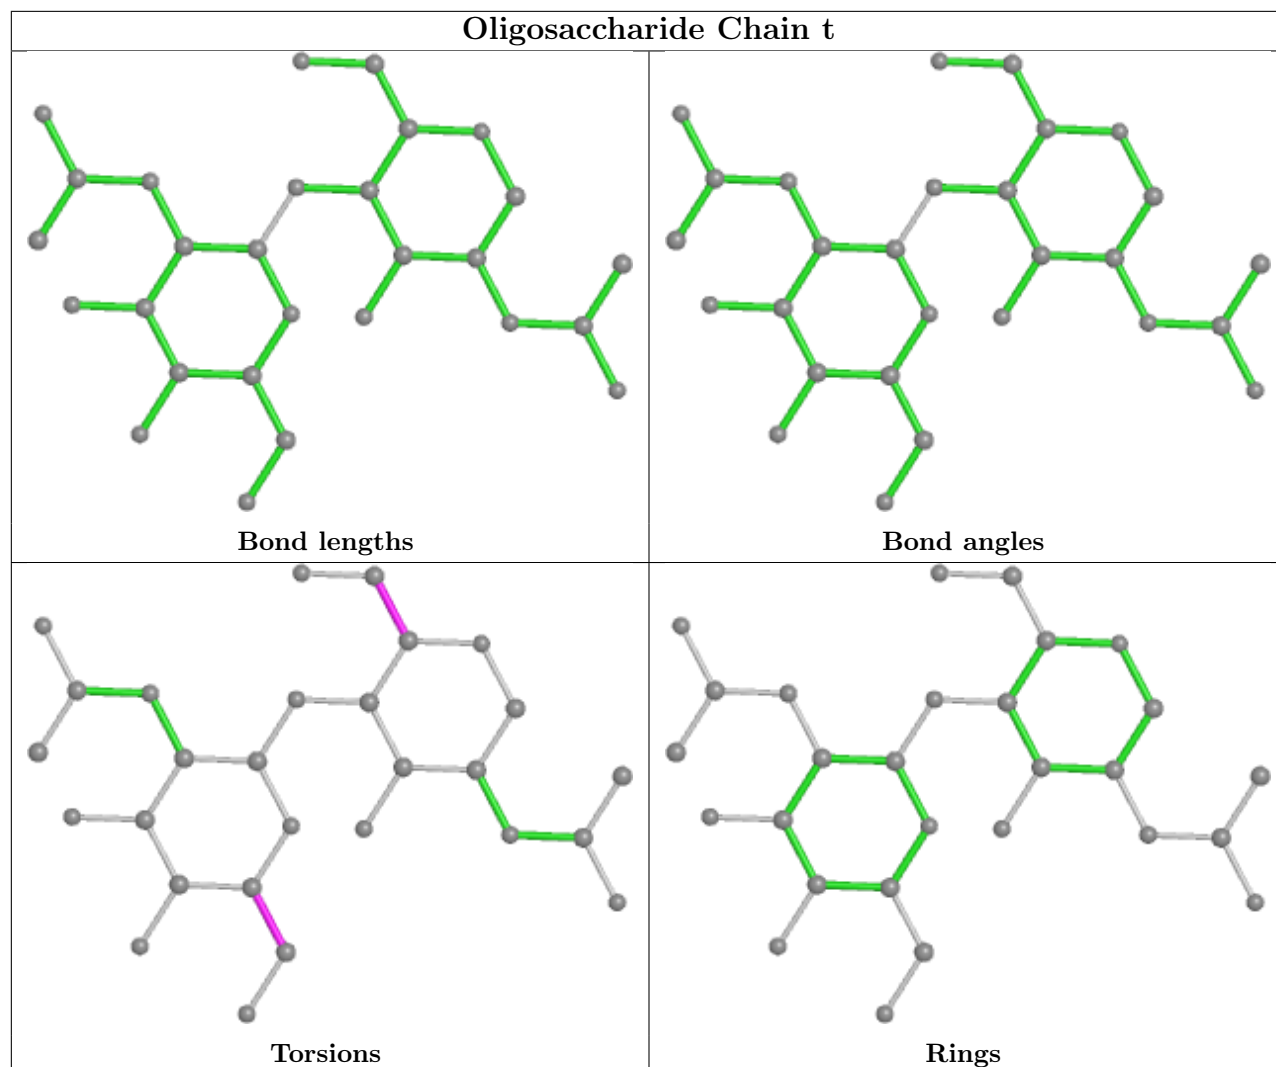 Oligosaccharide Chain t
Bond lengths
Bond angles
Torsions
Rings